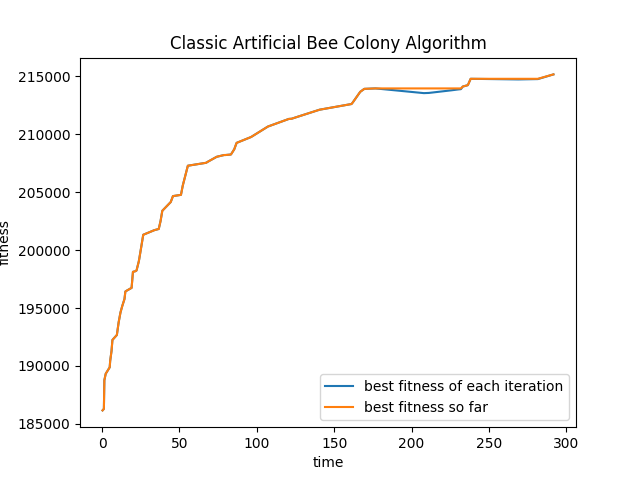 Classic Artificial Bee Colony Algorithm
fitness
215000
210000
205000
200000
195000
190000
185000
0 50 100 150 200 250 300
time
best fitness of each iteration
best fitness so far